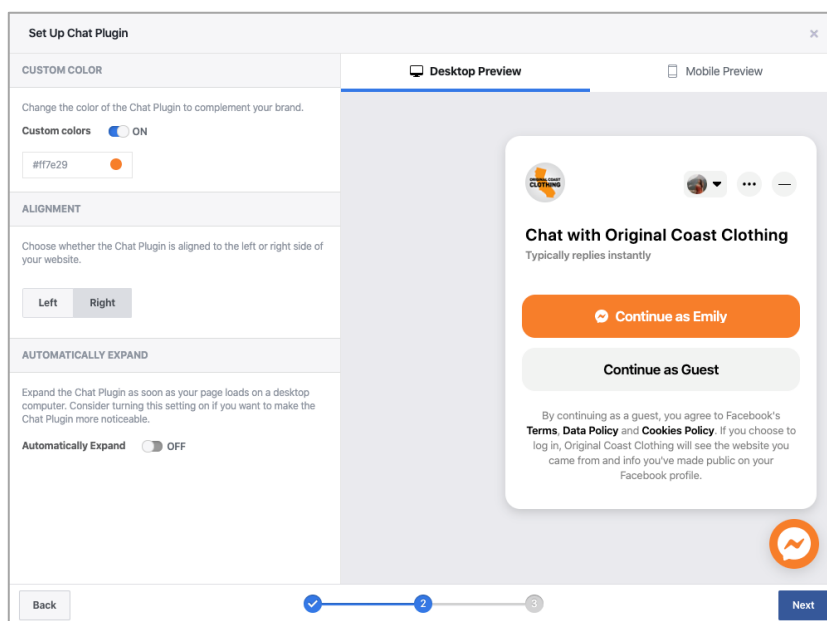 Set Up Chat Plugin
×
CUSTOM COLOR
Change the color of the Chat Plugin to complement your brand.
Custom colors ON
#ff7e29
ALIGNMENT
Choose whether the Chat Plugin is aligned to the left or right side of
your website.
Left Right
AUTOMATICALLY EXPAND
Expand the Chat Plugin as soon as your page loads on a desktop
computer. Consider turning this setting on if you want to make the
Chat Plugin more noticeable.
Automatically Expand OFF
Desktop Preview Mobile Preview
ORIGINAL COAST
CLOTHING
Chat with Original Coast Clothing
Typically replies instantly
Continue as Emily
Continue as Guest
By continuing as a guest, you agree to Facebook's
Terms, Data Policy and Cookies Policy. If you choose to
log in, Original Coast Clothing will see the website you
came from and info you've made public on your
Facebook profile.
Back 2 3 Next